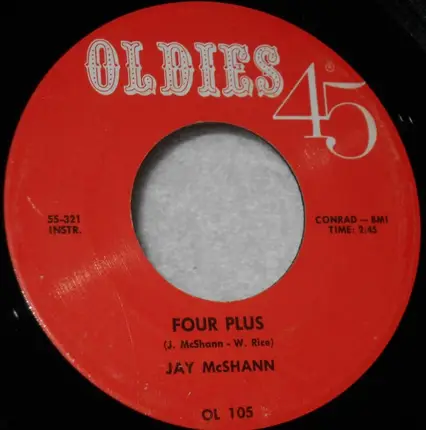 OLDIES 45®
55-321
INSTR.
CONRAD — BMI
TIME: 2:45
FOUR PLUS
(J. McShann - W. Rice)
JAY McSHANN
OL 105